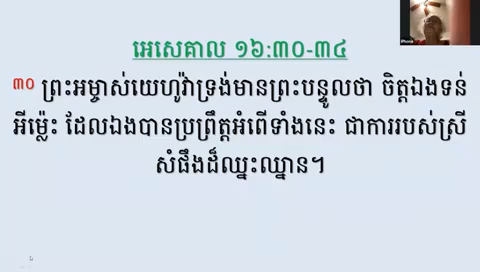 អេសេគាល ១៦:៣០-៣៤
៣០ ព្រះអម្ចាស់យេហូវ៉ាទ្រង់មានព្រះបន្ទូលថា ចិត្តឯងទន់
អីម៉្លេះ ដែលឯងបានប្រព្រឹត្តអំពើទាំងនេះ ជាការរបស់ស្រី
សំផឹងដ៏ឈ្នះឈ្នាន។
iPhone